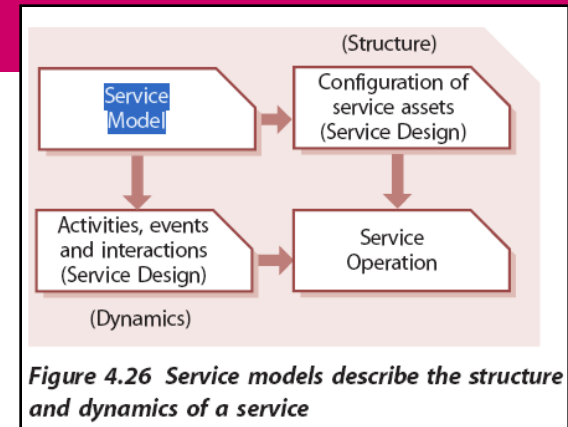 (Structure)
Service
Model
Configuration of
service assets
(Service Design)
Activities, events
and interactions
(Service Design)
Service
Operation
(Dynamics)
Figure 4.26 Service models describe the structure
and dynamics of a service